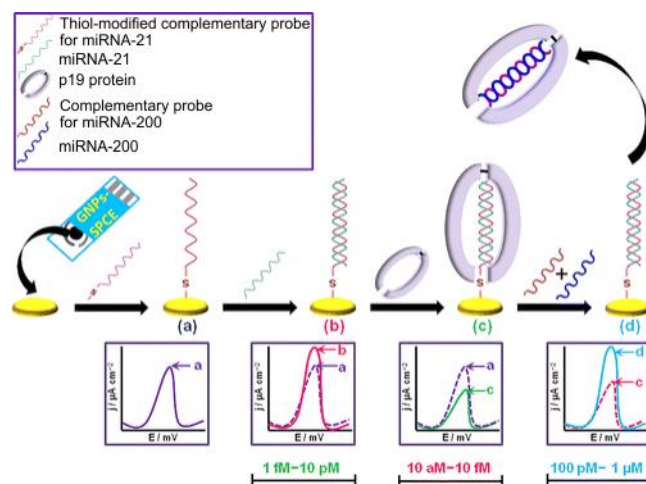 Thiol-modified complementary probe
for miRNA-21
miRNA-21
p19 protein
Complementary probe
for miRNA-200
miRNA-200
GNPs-
SPCE
S
S
S
S
S
+
(a)
(b)
(c)
(d)
j / µA cm⁻²
a
E / mV
j / µA cm⁻²
b
a
E / mV
j / µA cm⁻²
a
c
E / mV
j / µA cm⁻²
d
c
E / mV
1 fM–10 pM
10 aM–10 fM
100 pM– 1 µM